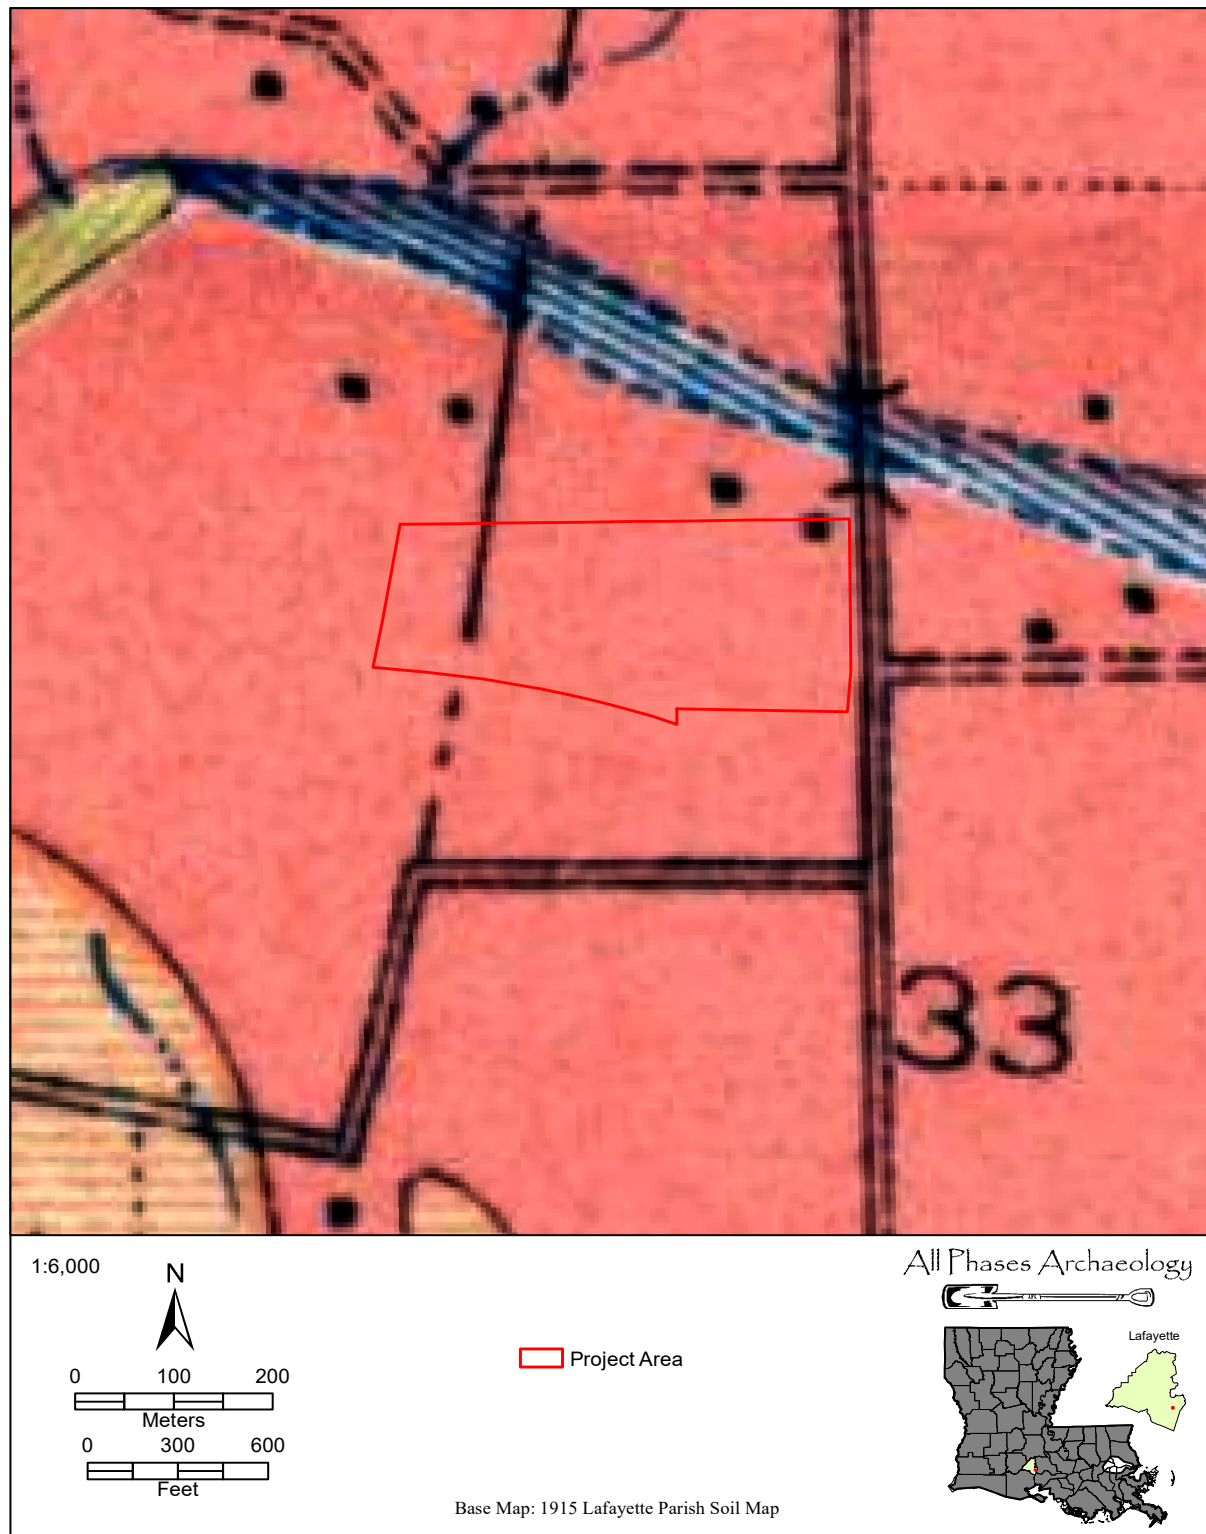 33
1:6,000
N
0 100 200
Meters
0 300 600
Feet
Project Area
All Phases Archaeology
Lafayette
Base Map: 1915 Lafayette Parish Soil Map